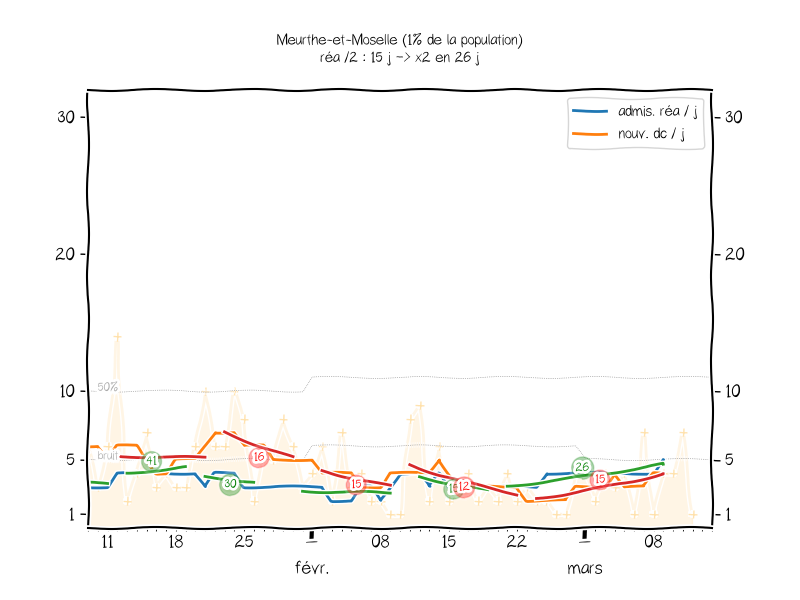 Meurthe-et-Moselle (1% de la population)
réa /2 : 15 j -> x2 en 26 j
admis. réa / j
nouv. dc / j
30 30
20 20
10 10
5 5
1 1
50%
bruit
41 30 16 15 12 26 15
11 18 25 08 15 22 08
févr. mars